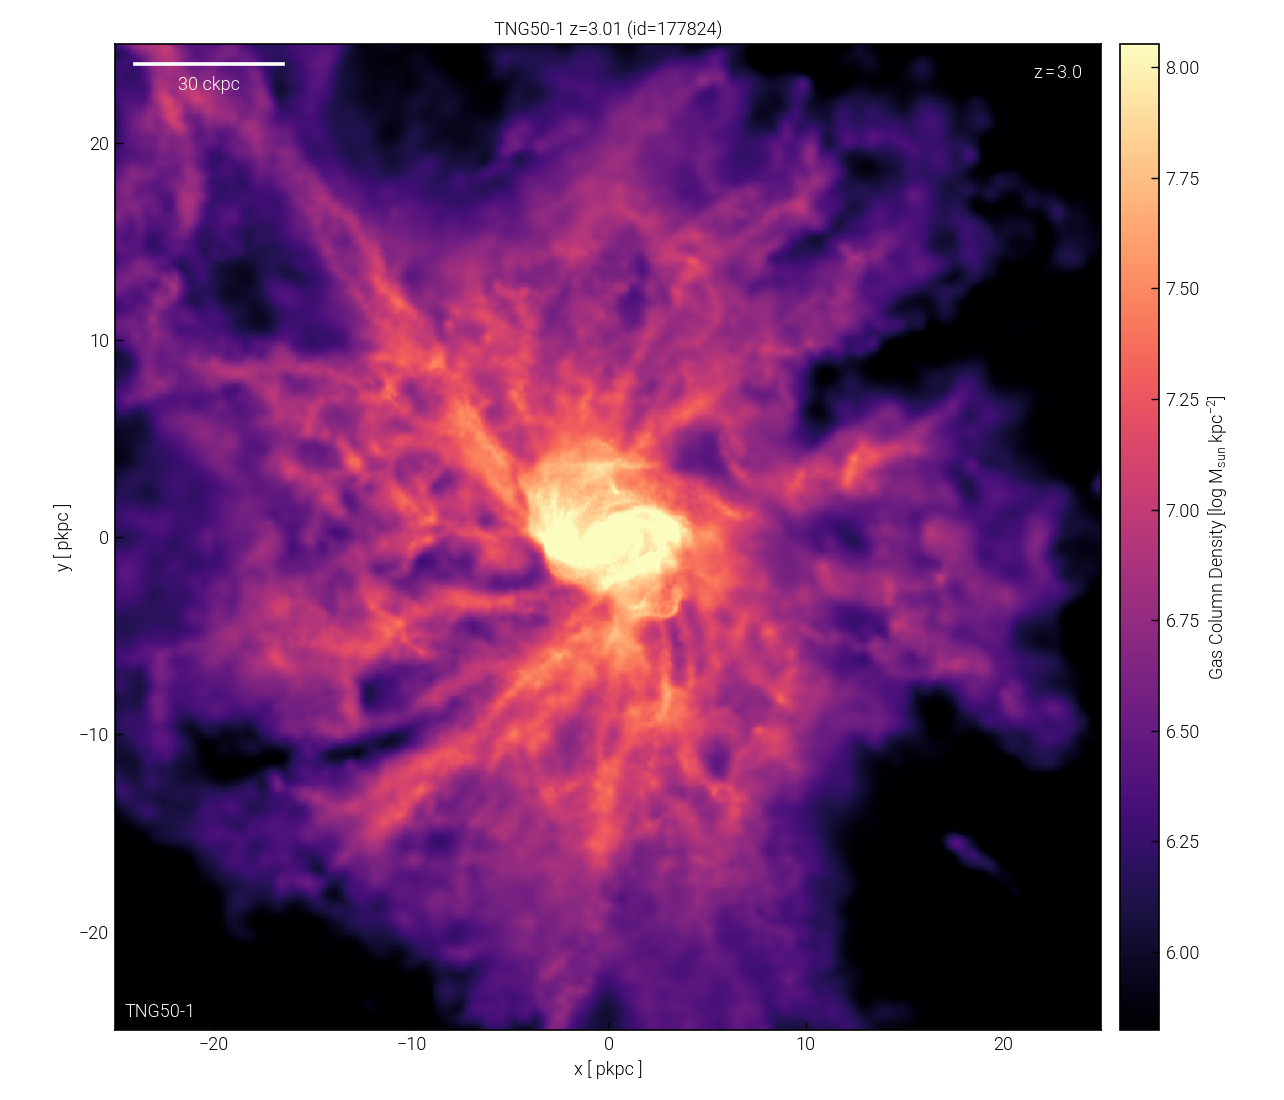 TNG50-1 z=3.01 (id=177824)
30 ckpc
z=3.0
TNG50-1
20
10
0
−10
−20
y [ pkpc ]
−20
−10
0
10
20
x [ pkpc ]
8.00
7.75
7.50
7.25
7.00
6.75
6.50
6.25
6.00
Gas Column Density [log Msun kpc−2]